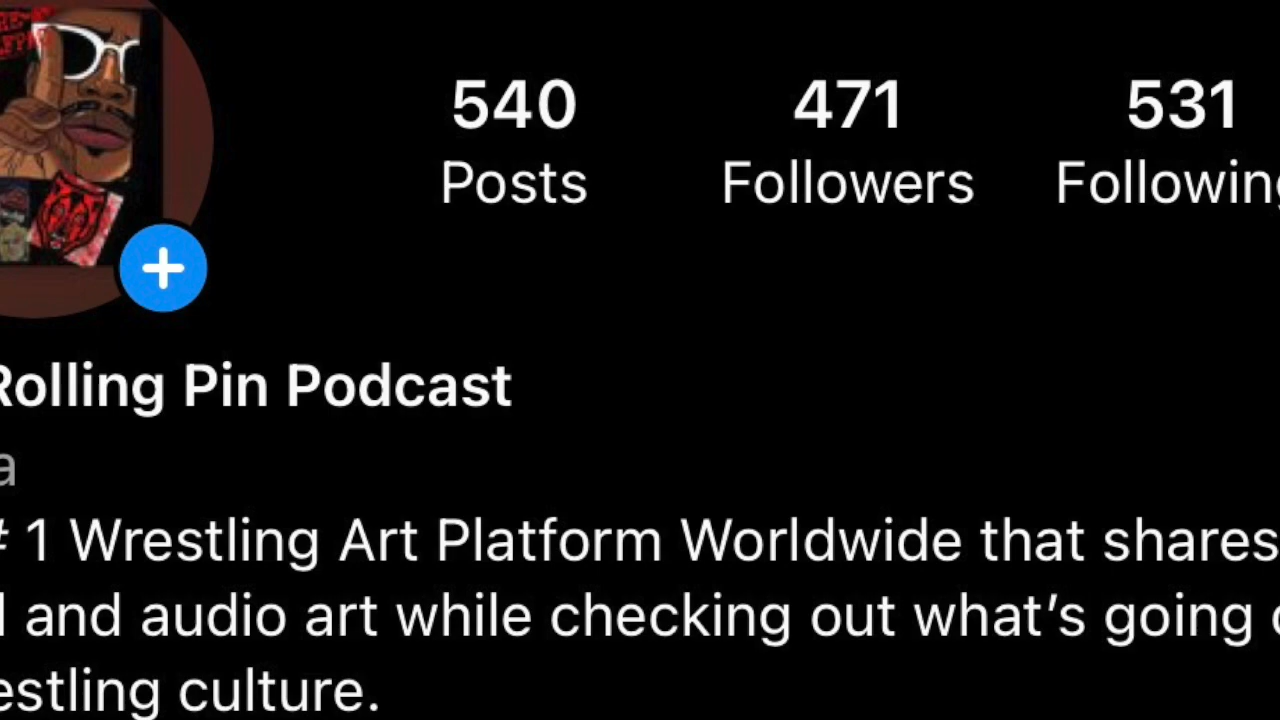 540 471 531
Posts Followers Following
Rolling Pin Podcast
a
# 1 Wrestling Art Platform Worldwide that shares
and audio art while checking out what’s going
estling culture.